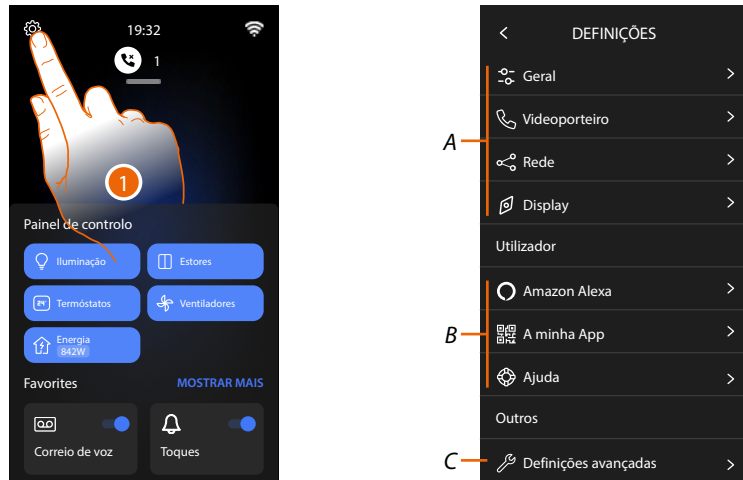 19:32
1
1
Painel de controlo
Iluminação
Estores
Termóstatos
Ventiladores
Energia
842W
Favorites
MOSTRAR MAIS
Correio de voz
Toques
DEFINIÇÕES
A
Geral
Videoporteiro
Rede
Display
Utilizador
B
Amazon Alexa
A minha App
Ajuda
Outros
C
Definições avançadas